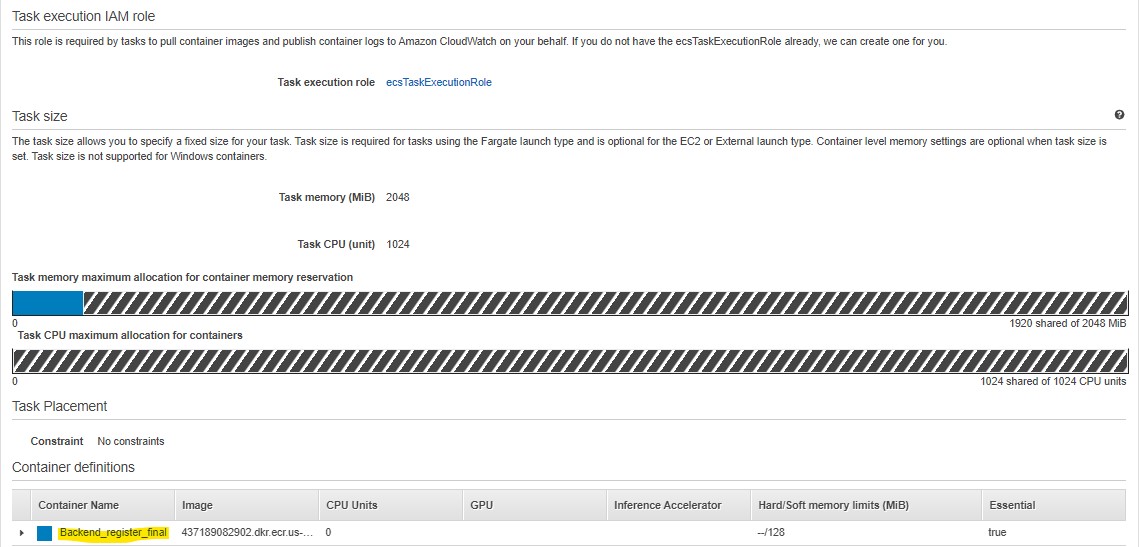 Task execution IAM role
This role is required by tasks to pull container images and publish container logs to Amazon CloudWatch on your behalf. If you do not have the ecsTaskExecutionRole already, we can create one for you.
Task execution role ecsTaskExecutionRole
Task size
The task size allows you to specify a fixed size for your task. Task size is required for tasks using the Fargate launch type and is optional for the EC2 or External launch type. Container level memory settings are optional when task size is
set. Task size is not supported for Windows containers.
Task memory (MiB) 2048
Task CPU (unit) 1024
Task memory maximum allocation for container memory reservation
0 1920 shared of 2048 MiB
Task CPU maximum allocation for containers
0 1024 shared of 1024 CPU units
Task Placement
Constraint No constraints
Container definitions
Container Name Image CPU Units GPU Inference Accelerator Hard/Soft memory limits (MiB) Essential
Backend_register_final 437189082902.dkr.ecr.us-... 0 --/128 true